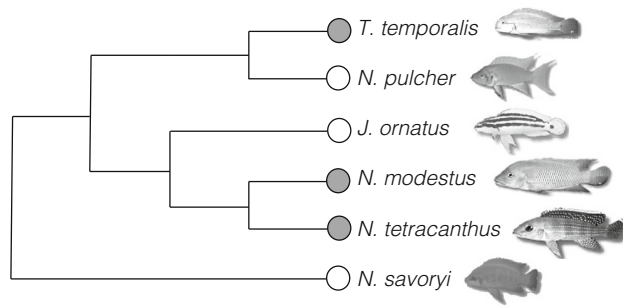 T. temporalis
N. pulcher
J. ornatus
N. modestus
N. tetracanthus
N. savoryi